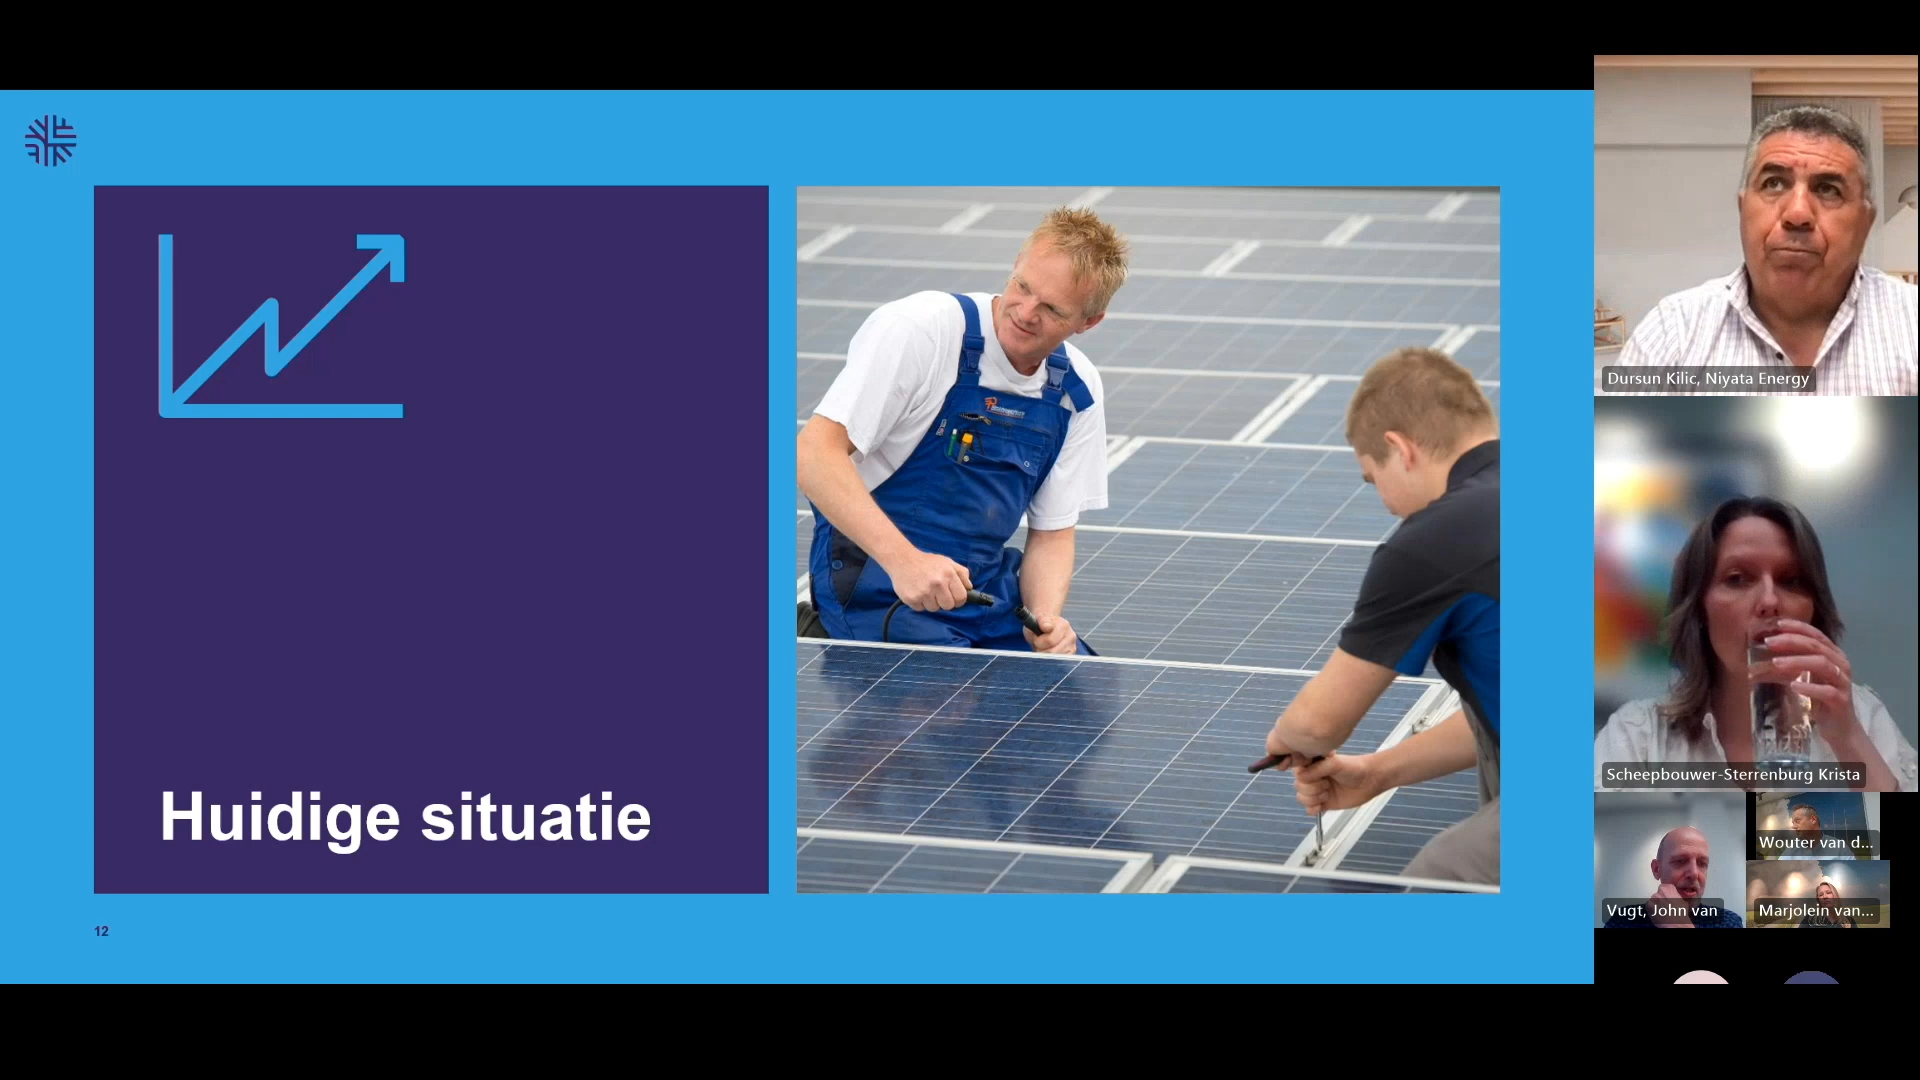 Huidige situatie
12
Dursun Kilic, Niyata Energy
Scheepbouwer-Sterrenburg Krista
Wouter van d...
Vugt, John van
Marjolein van...